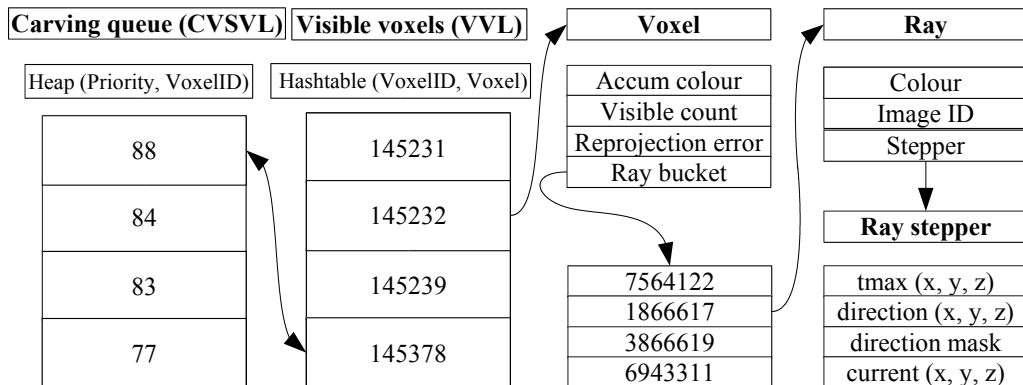 Carving queue (CVSVL)
Heap (Priority, VoxelID)
88
84
83
77
Visible voxels (VVL)
Hashtable (VoxelID, Voxel)
145231
145232
145239
145378
Voxel
Accum colour
Visible count
Reprojection error
Ray bucket
7564122
1866617
3866619
6943311
Ray
Colour
Image ID
Stepper
Ray stepper
tmax (x, y, z)
direction (x, y, z)
direction mask
current (x, y, z)